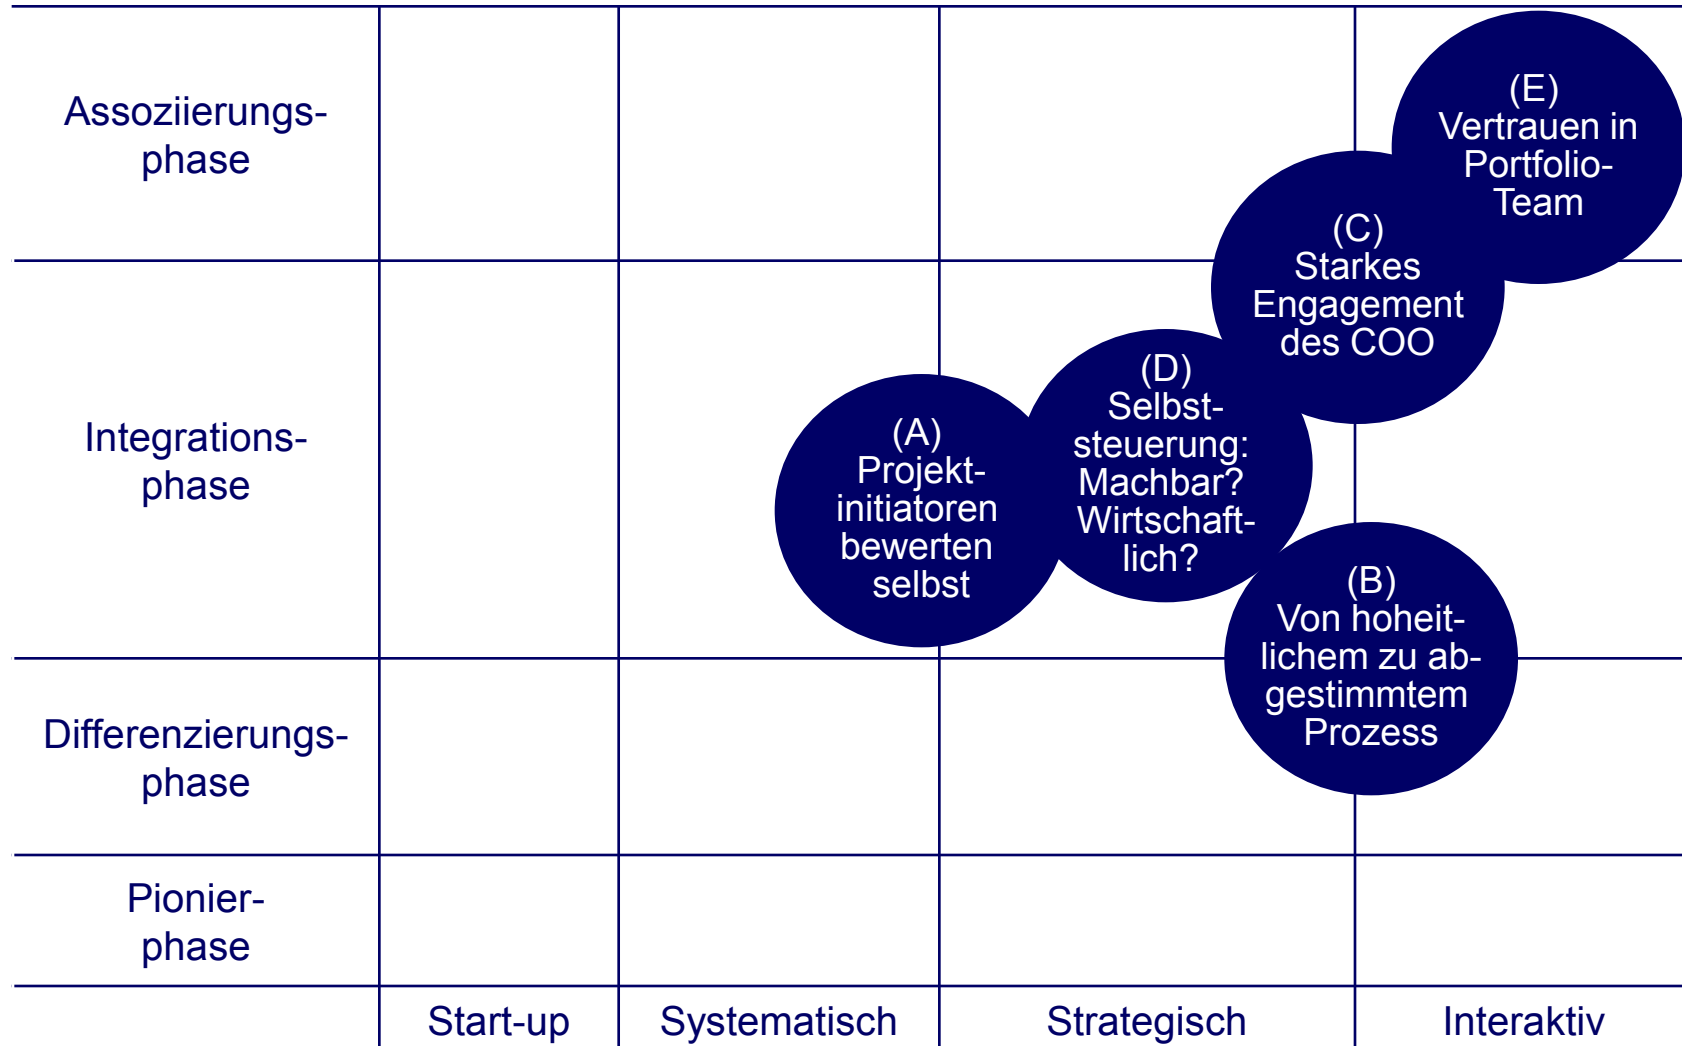 Assoziierungs-
phase
(E)
Vertrauen in
Portfolio-
Team
(C)
Starkes
Engagement
des COO
Integrations-
phase
(A)
Projekt-
initiatoren
bewerten
selbst
(D)
Selbst-
steuerung:
Machbar?
Wirtschaft-
lich?
(B)
Von hoheit-
lichem zu ab-
gestimmtem
Prozess
Differenzierungs-
phase
Pionier-
phase
Start-up
Systematisch
Strategisch
Interaktiv